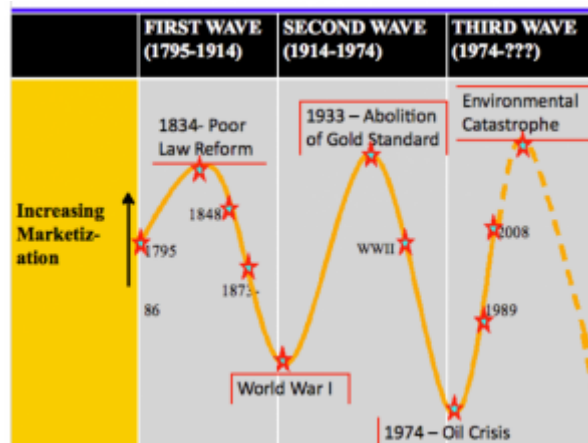 FIRST WAVE
(1795-1914)
SECOND WAVE
(1914-1974)
THIRD WAVE
(1974-???)
1834- Poor
Law Reform
1933 – Abolition
of Gold Standard
Environmental
Catastrophe
Increasing
Marketiz-
ation
1795
1848
1873-
86
WWII
2008
1989
World War I
1974 – Oil Crisis